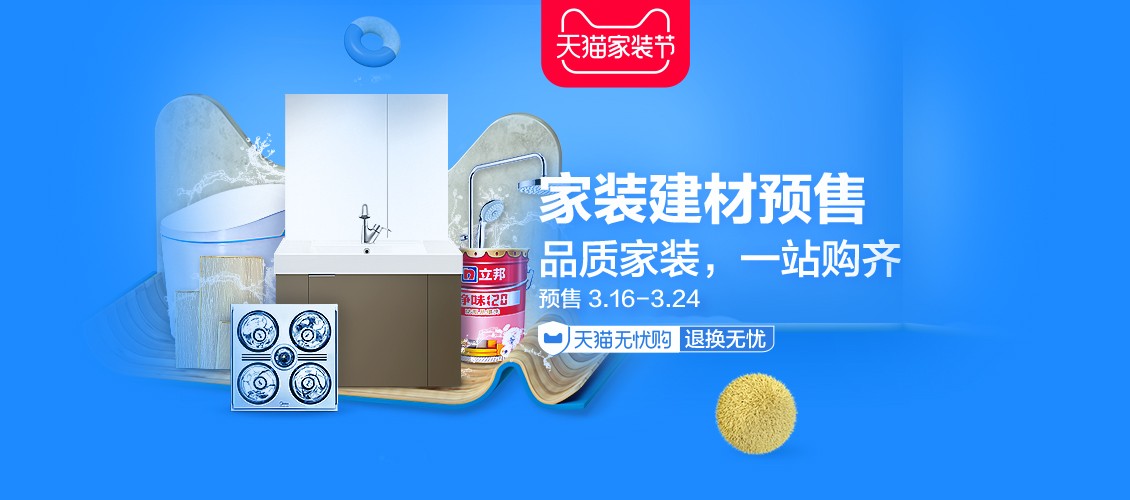 天猫家装节
家装建材预售
品质家装，一站购齐
预售 3.16-3.24
天猫无忧购 退换无忧
立邦
净味120